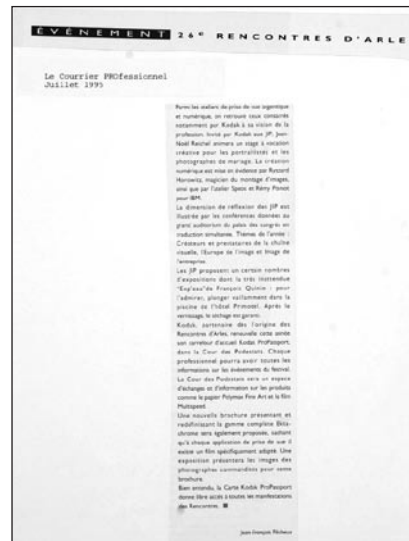 ÉVÉNEMENT 26e RENCONTRES D'ARLE
Le Courrier PROfessionnel
Juillet 1995
Parmi les ateliers de prise de vue argentique
et numérique, on retrouve ceux consacrés
notamment par Kodak à sa vision de la
profession. Invité par Kodak aux JIP, Jean-
Noël Reichel animera un stage à vocation
créative pour les portraitistes et les
photographes de mariage. La création
numérique est mise en évidence par Ryszard
Horowitz, magicien du montage d'images,
ainsi que par l'atelier Speos et Rémy Poinot
pour IBM.
La dimension de réflexion des JIP est
illustrée par les conférences données au
grand auditorium du palais des congrès en
traduction simultanée. Thèmes de l'année :
Créateurs et prestataires de la chaîne
visuelle, l'Europe de l'image et Image de
l'entreprise.
Les JIP proposent un certain nombre
d'expositions dont la très inattendue
"Expl'eau" de François Quinio : pour
l'admirer, plonger vaillamment dans la
piscine de l'hôtel Primotel. Après le
vernissage, le séchage est garanti.
Kodak, partenaire dès l'origine des
Rencontres d'Arles, renouvelle cette année
son carrefour d'accueil Kodak ProPassport,
dans la Cour des Podestats. Chaque
professionnel pourra avoir toutes les
informations sur les événements du festival.
La Cour des Podestats sera un espace
d'échanges et d'information sur les produits
comme le papier Polymax Fine Art et le film
Multispeed.
Une nouvelle brochure présentant et
redéfinissant la gamme complète Ekta-
chrome sera également proposée, sachant
qu'à chaque application de prise de vue il
existe un film spécifiquement adapté. Une
exposition présentera les images des
photographes commandités pour cette
brochure.
Bien entendu, la Carte Kodak ProPassport
donne libre accès à toutes les manifestations
des Rencontres.
Jean François